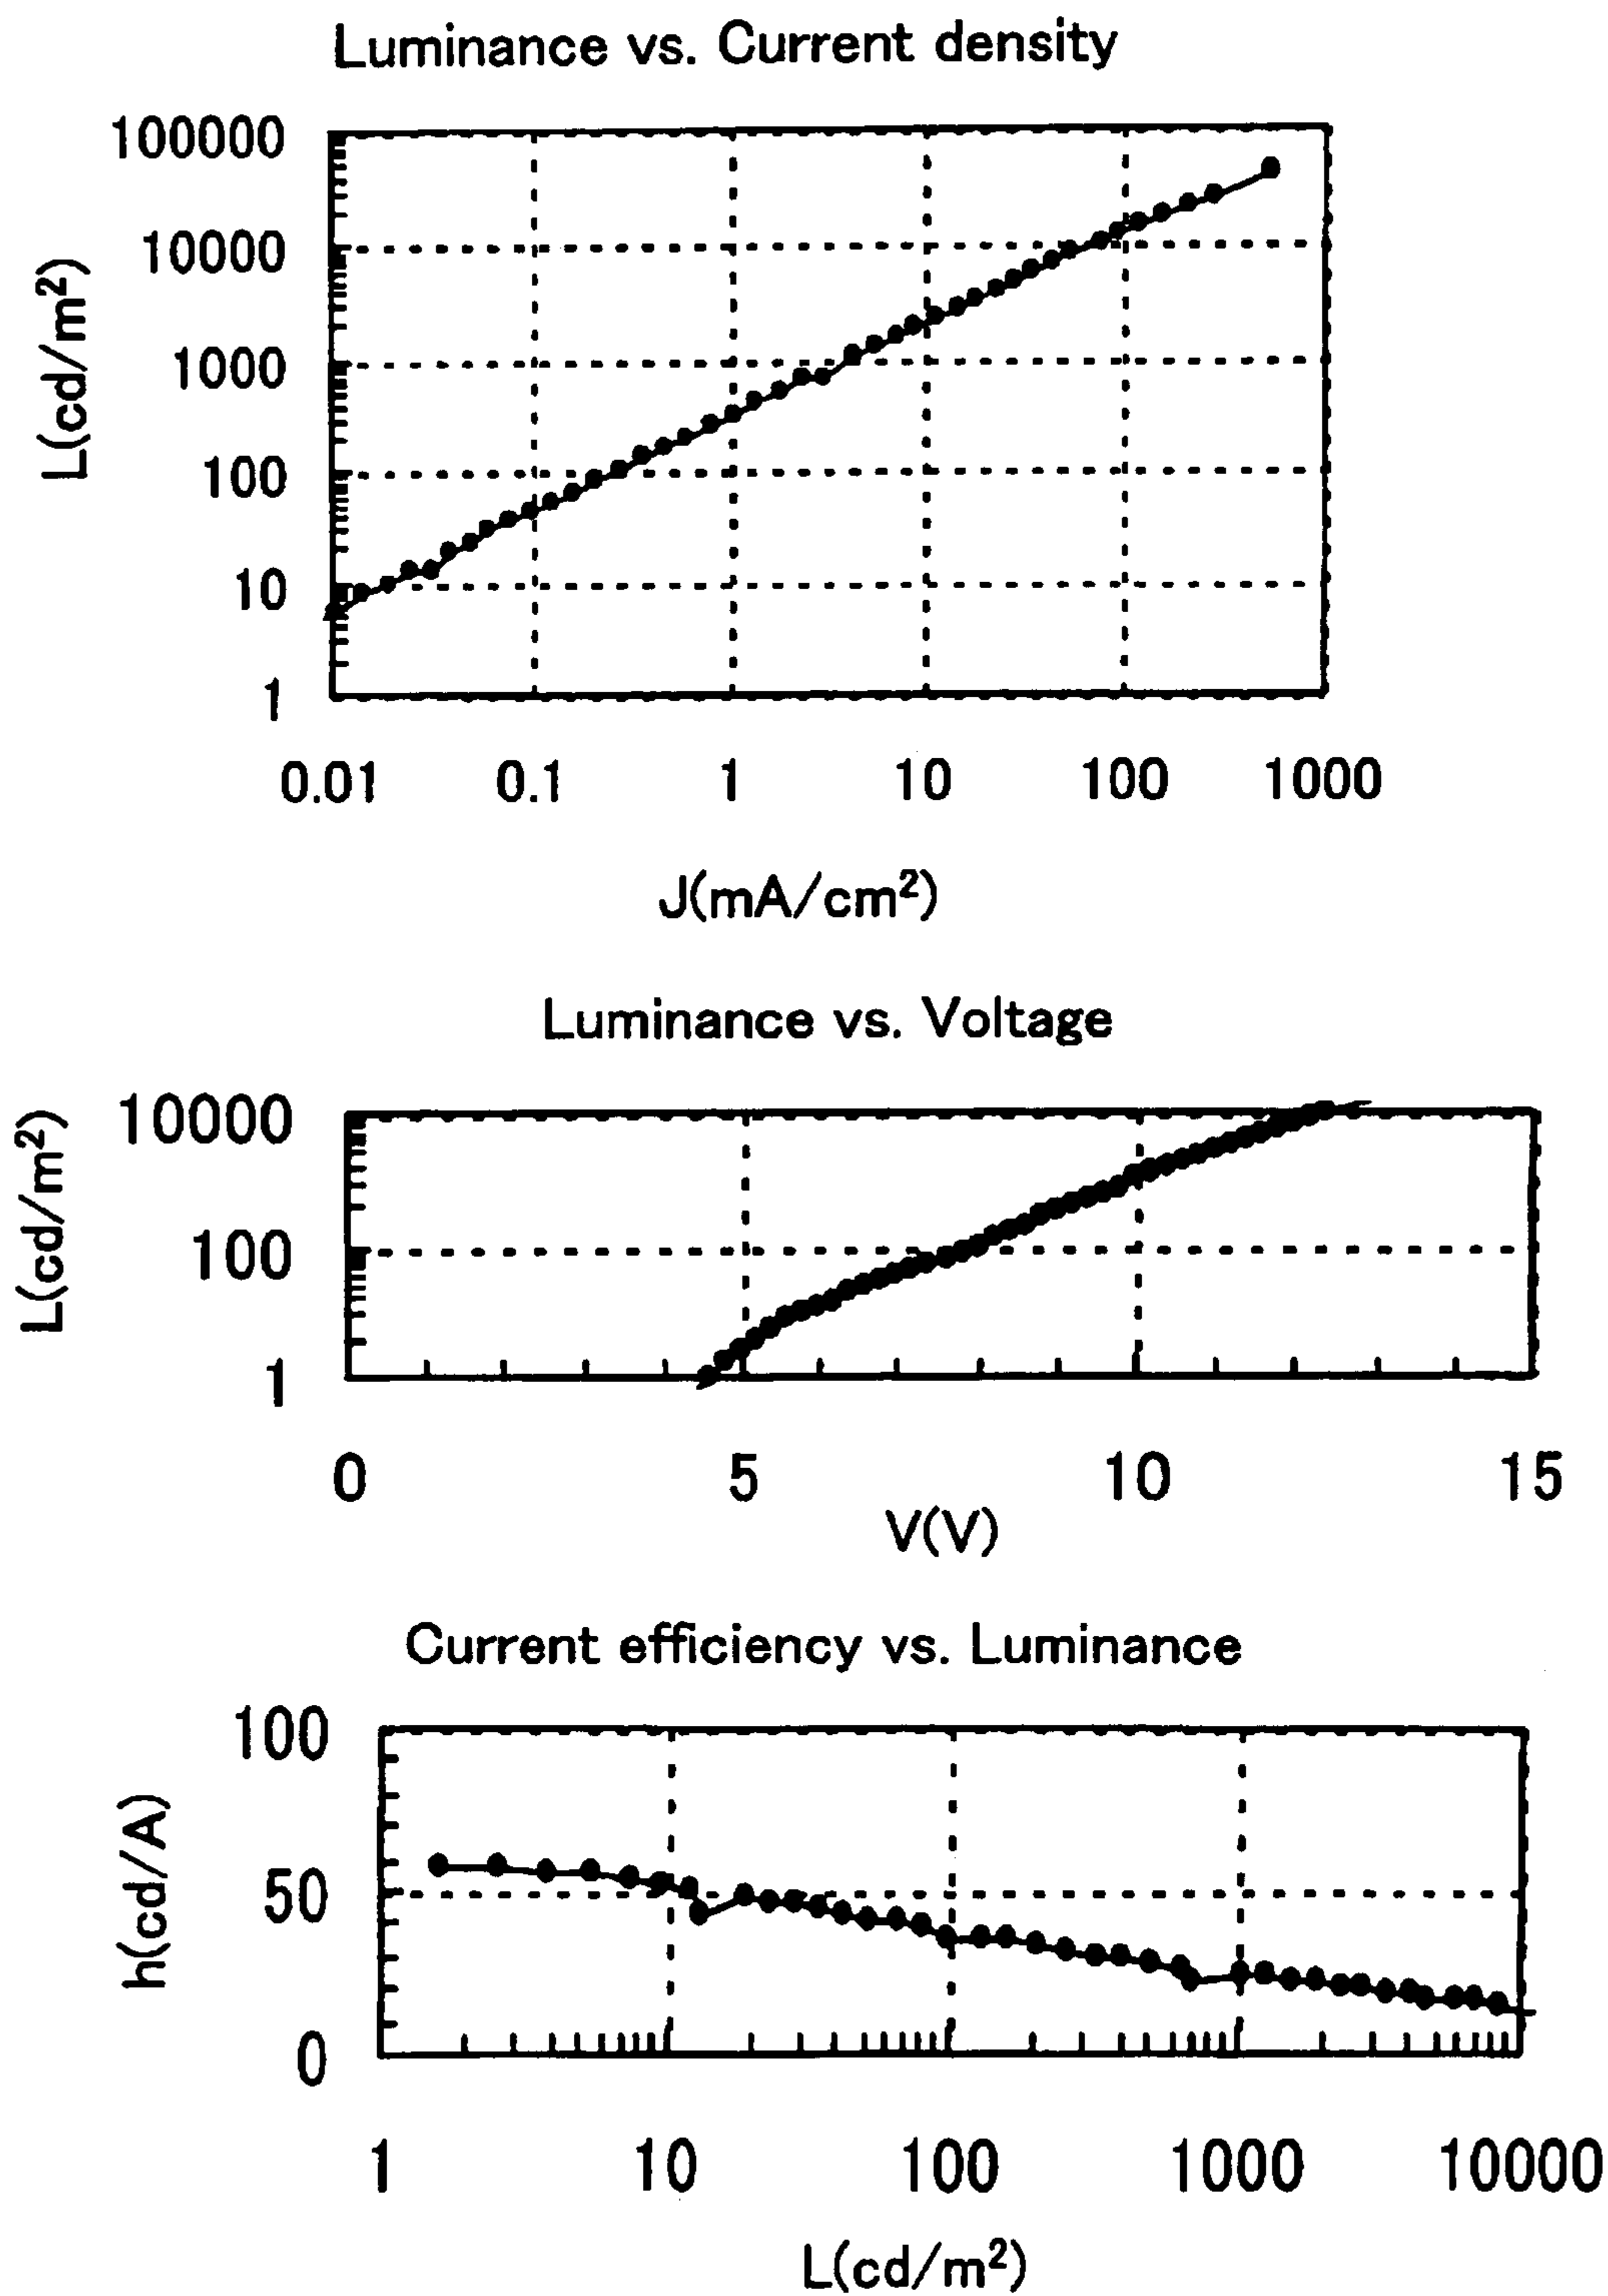 Luminance vs. Current density
L(cd/m²)
100000
10000
1000
100
10
1
0.01 0.1 1 10 100 1000
J(mA/cm²)
Luminance vs. Voltage
L(cd/m²)
10000
100
1
0 5 10 15
V(V)
Current efficiency vs. Luminance
h(cd/A)
100
50
0
1 10 100 1000 10000
L(cd/m²)